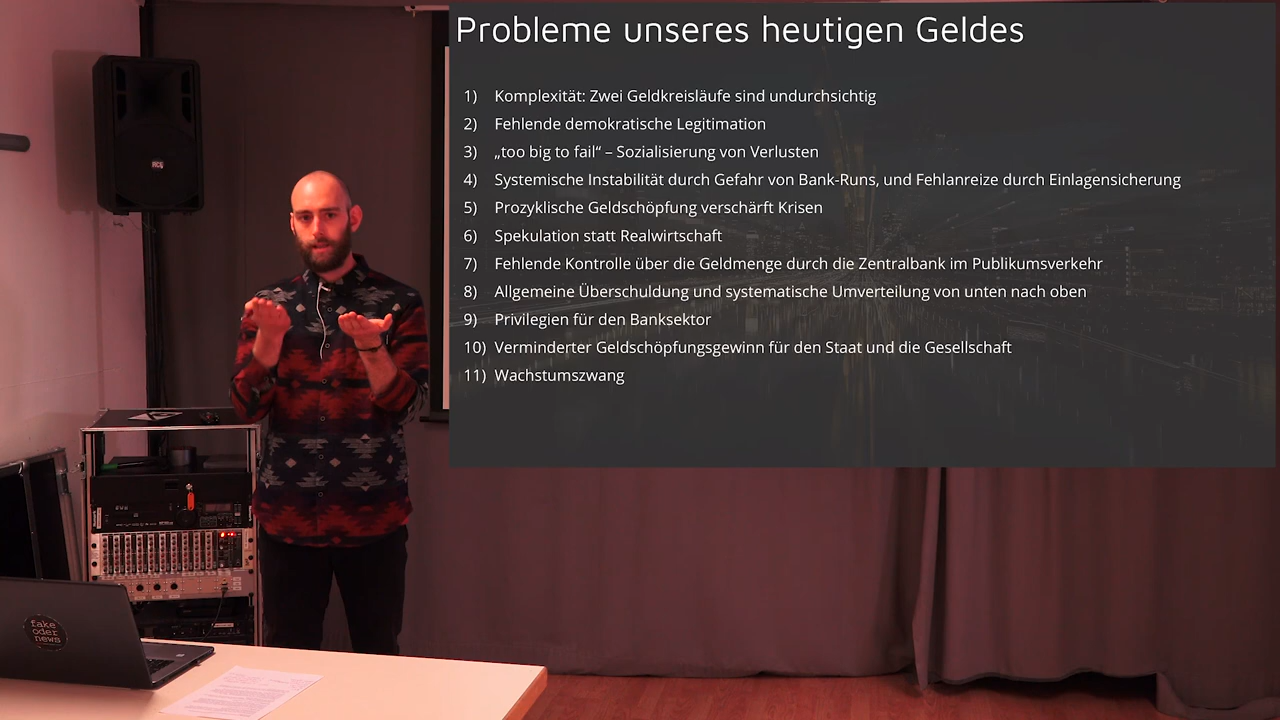 Probleme unseres heutigen Geldes
1) Komplexität: Zwei Geldkreisläufe sind undurchsichtig
2) Fehlende demokratische Legitimation
3) „too big to fail“ – Sozialisierung von Verlusten
4) Systemische Instabilität durch Gefahr von Bank-Runs, und Fehlanreize durch Einlagensicherung
5) Prozyklische Geldschöpfung verschärft Krisen
6) Spekulation statt Realwirtschaft
7) Fehlende Kontrolle über die Geldmenge durch die Zentralbank im Publikumsverkehr
8) Allgemeine Überschuldung und systematische Umverteilung von unten nach oben
9) Privilegien für den Banksektor
10) Verminderter Geldschöpfungsgewinn für den Staat und die Gesellschaft
11) Wachstumszwang
RCF
fake
oder
news